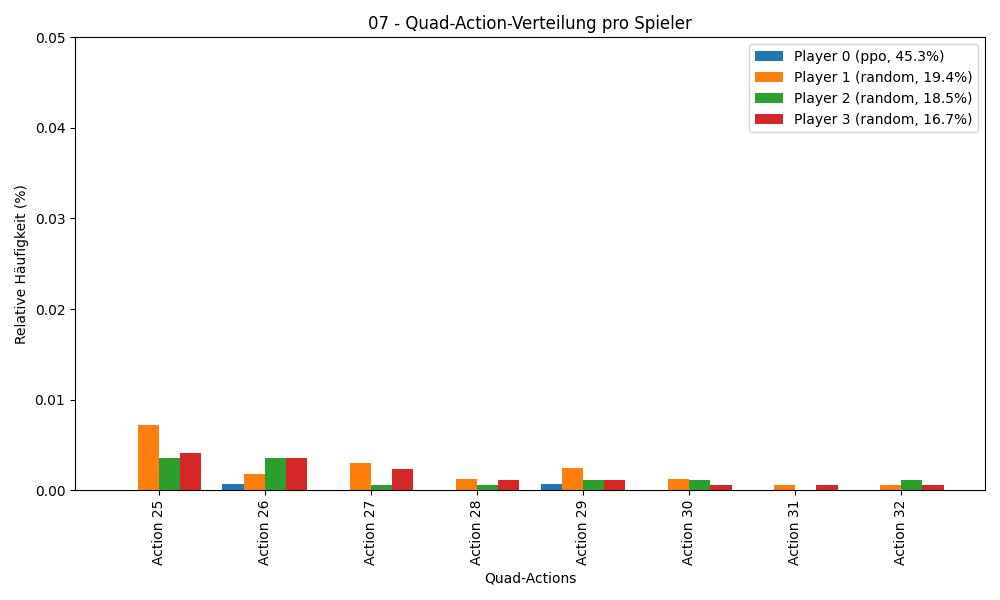 07 - Quad-Action-Verteilung pro Spieler
Player 0 (ppo, 45.3%)
Player 1 (random, 19.4%)
Player 2 (random, 18.5%)
Player 3 (random, 16.7%)
Relative Häufigkeit (%)
0.05
0.04
0.03
0.02
0.01
0.00
Action 25
Action 26
Action 27
Action 28
Action 29
Action 30
Action 31
Action 32
Quad-Actions